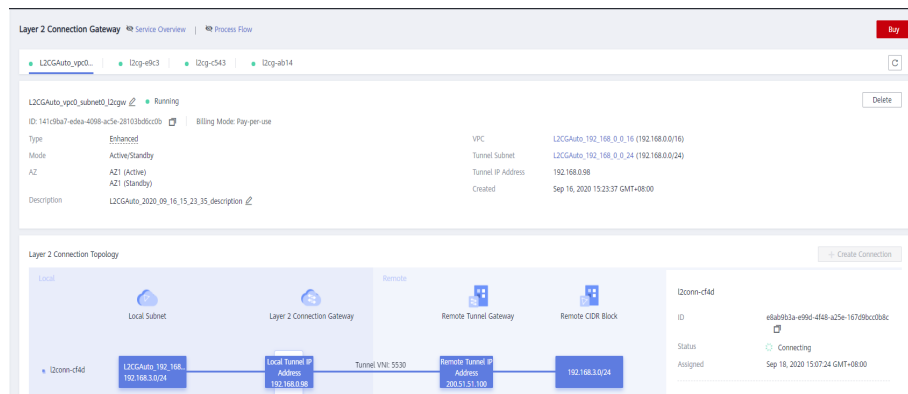 Layer 2 Connection Gateway Service Overview | Process Flow Buy
L2CGAuto_vpc0... l2cg-e9c3 l2cg-c543 l2cg-ab14
L2CGAuto_vpc0_subnet0_l2cgw Running Delete
ID: 141c9ba7-edea-4098-ac5e-28103bd6cc0b Billing Mode: Pay-per-use
Type Enhanced VPC L2CGAuto_192_168_0_0_16 (192.168.0.0/16)
Mode Active/Standby Tunnel Subnet L2CGAuto_192_168_0_0_24 (192.168.0.0/24)
AZ AZ1 (Active) Tunnel IP Address 192.168.0.98
AZ1 (Standby) Created Sep 16, 2020 15:23:37 GMT+08:00
Description L2CGAuto_2020_09_16_15_23_35_description
Layer 2 Connection Topology + Create Connection
Local Remote
Local Subnet Layer 2 Connection Gateway Remote Tunnel Gateway Remote CIDR Block
l2conn-cf4d L2CGAuto_192_168... 192.168.3.0/24
Local Tunnel IP Address 192.168.0.98
Tunnel VNI: 5530
Remote Tunnel IP Address 200.51.51.100
192.168.3.0/24
l2conn-cf4d
ID e8ab9b3a-e99d-4f48-a25e-167d9bcc0b8c
Status Connecting
Assigned Sep 18, 2020 15:07:24 GMT+08:00